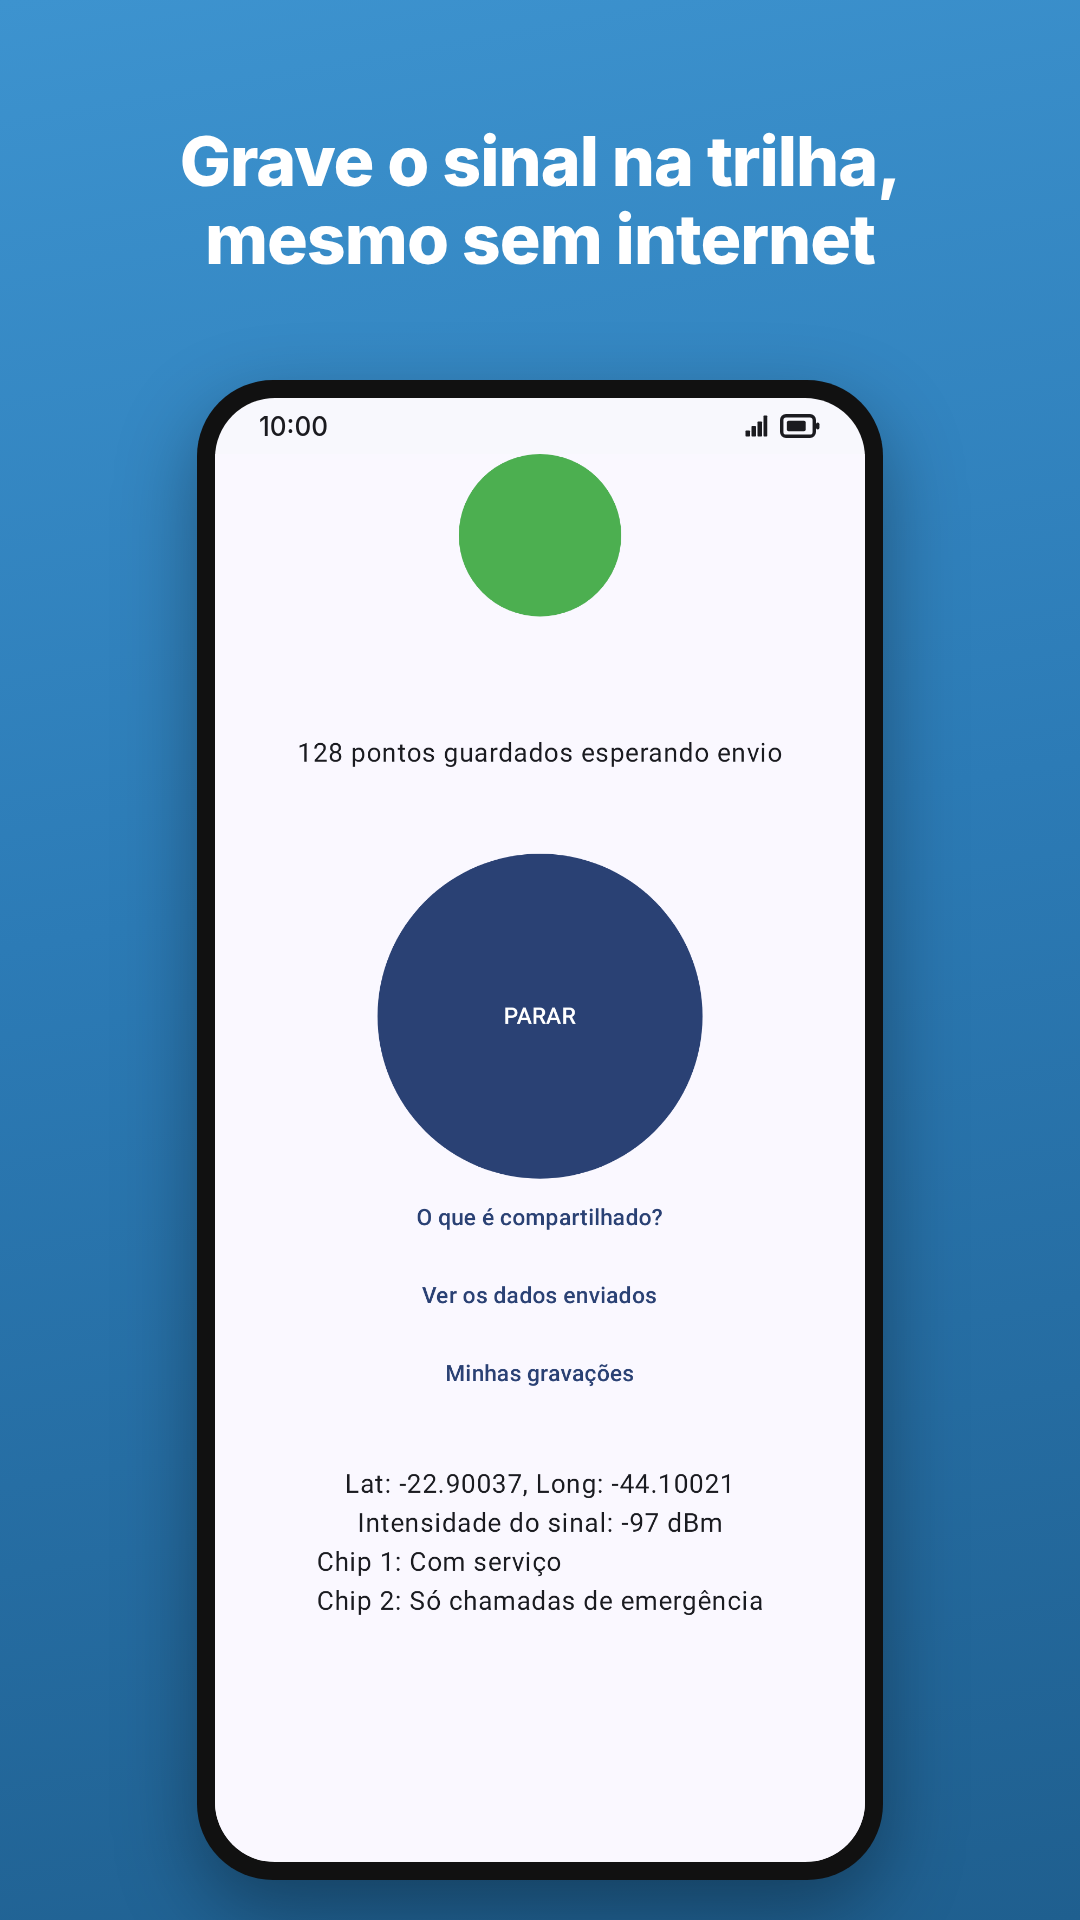 Grave o sinal na trilha,
mesmo sem internet
10:00
128 pontos guardados esperando envio
PARAR
O que é compartilhado?
Ver os dados enviados
Minhas gravações
Lat: -22.90037, Long: -44.10021
Intensidade do sinal: -97 dBm
Chip 1: Com serviço
Chip 2: Só chamadas de emergência